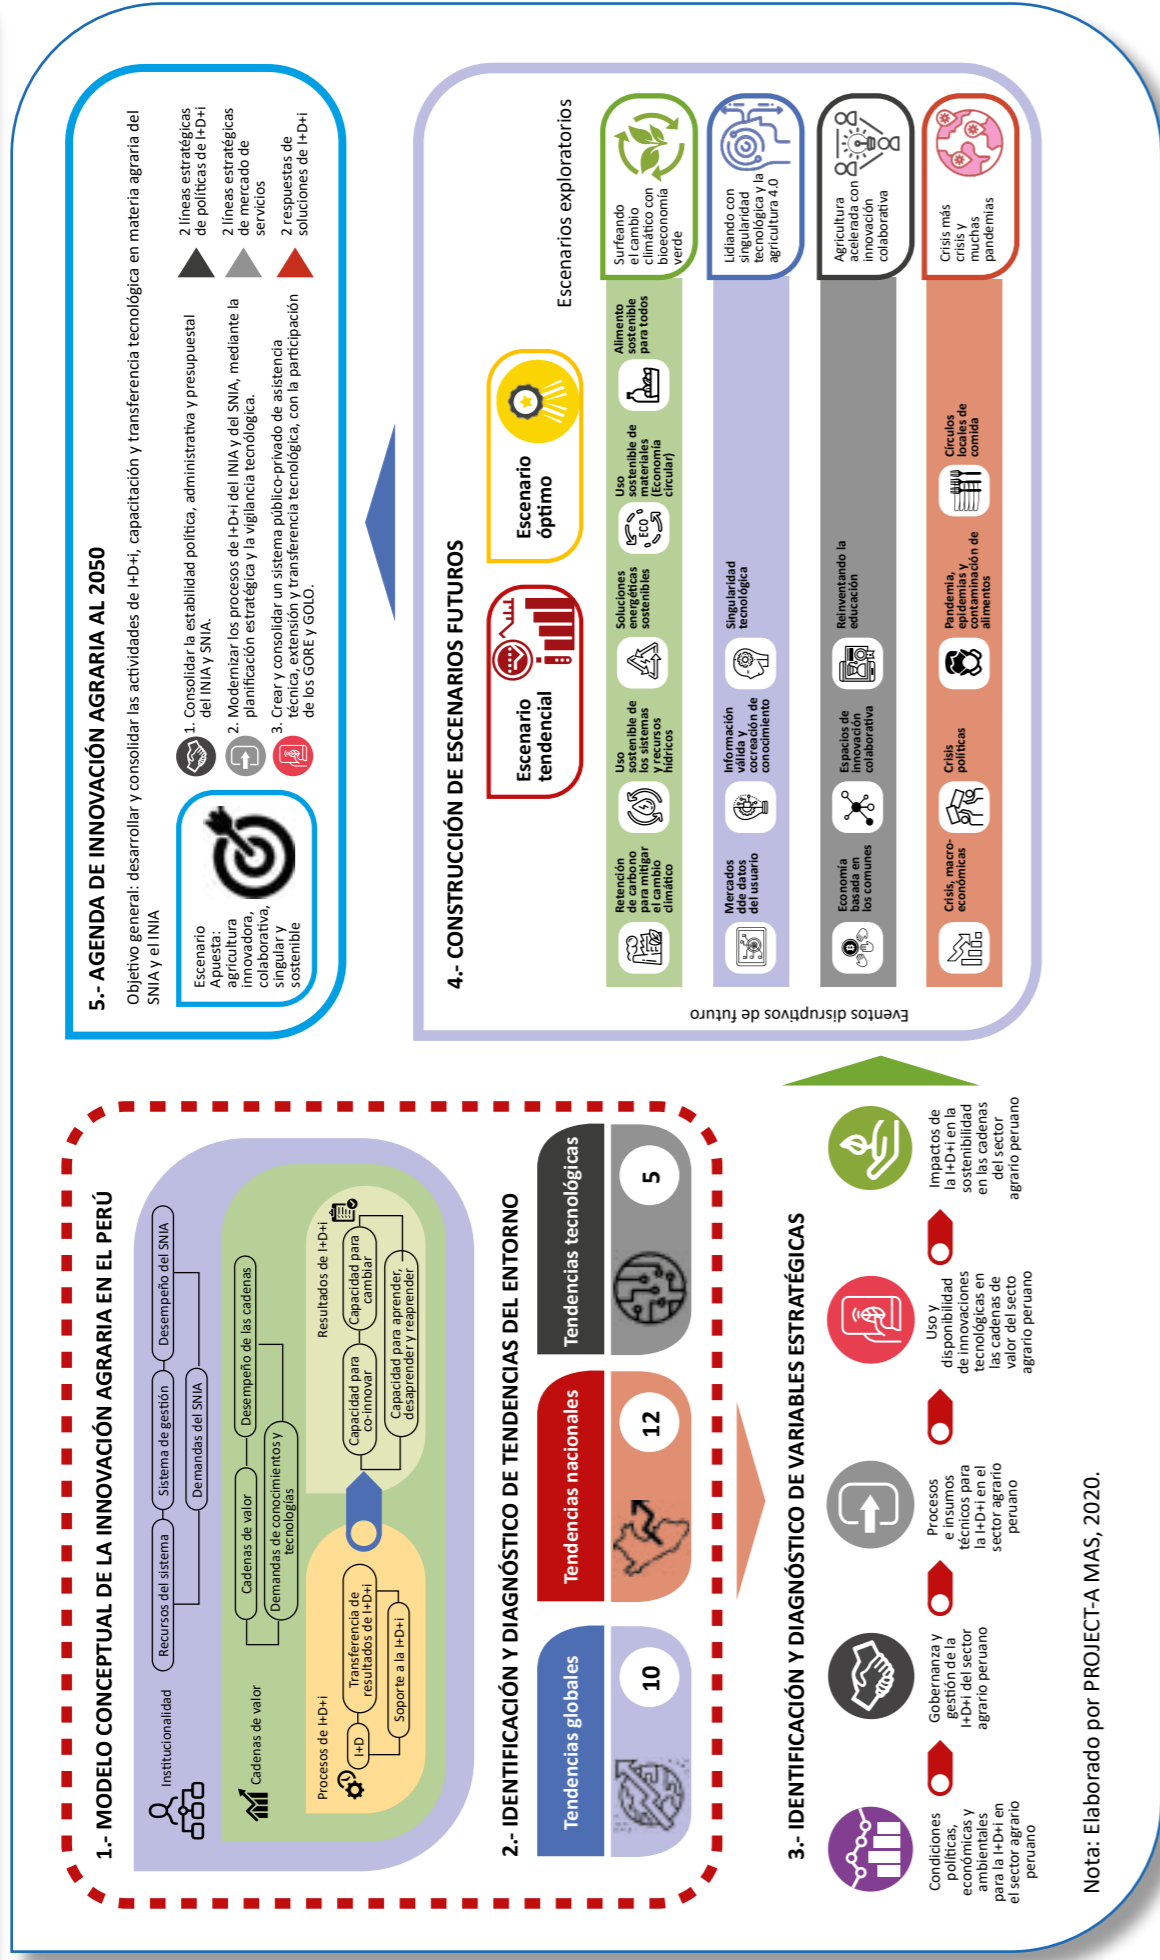 1.- MODELO CONCEPTUAL DE LA INNOVACIÓN AGRARIA EN EL PERÚ
Institucionalidad
Recursos del sistema
Sistema de gestión
Desempeño del SNIA
Demandas del SNIA
Cadenas de valor
Cadenas de valor
Desempeño de las cadenas
Demandas de conocimientos y
tecnologías
Procesos de I+D+i
I+D
Transferencia de
resultados de I+D+i
Soporte a la I+D+i
Resultados de I+D+i
Capacidad para
co-innovar
Capacidad para
cambiar
Capacidad para aprender,
desaprender y reaprender
2.- IDENTIFICACIÓN Y DIAGNÓSTICO DE TENDENCIAS DEL ENTORNO
Tendencias globales
10
Tendencias nacionales
12
Tendencias tecnológicas
5
3.- IDENTIFICACIÓN Y DIAGNÓSTICO DE VARIABLES ESTRATÉGICAS
Condiciones
políticas,
económicas y
ambientales
para la I+D+i en
el sector agrario
peruano
Gobernanza y
gestión de la
I+D+i del sector
agrario peruano
Procesos
e insumos
técnicos para
la I+D+i en el
sector agrario
peruano
Uso y
disponibilidad
de innovaciones
tecnológicas en
las cadenas de
valor del secto
agrario peruano
Impactos de
la I+D+i en la
sostenibilidad
en las cadenas
del sector
agrario peruano
Nota: Elaborado por PROJECT-A MAS, 2020.
5.- AGENDA DE INNOVACIÓN AGRARIA AL 2050
Objetivo general: desarrollar y consolidar las actividades de I+D+i, capacitación y transferencia tecnológica en materia agraria del
SNIA y el INIA
Escenario
Apuesta:
agricultura
innovadora,
colaborativa,
singular y
sostenible
1. Consolidar la estabilidad política, administrativa y presupuestal
del INIA y SNIA.
2. Modernizar los procesos de I+D+i del INIA y del SNIA, mediante la
planificación estratégica y la vigilancia tecnólogica.
3. Crear y consolidar un sistema público-privado de asistencia
técnica, extensión y transferencia tecnológica, con la participación
de los GORE y GOLO.
2 líneas estratégicas
de políticas de I+D+i
2 líneas estratégicas
de mercado de
servicios
2 respuestas de
soluciones de I+D+i
4.- CONSTRUCCIÓN DE ESCENARIOS FUTUROS
Escenario
tendencial
Escenario
óptimo
Escenarios exploratorios
Eventos disruptivos de futuro
Retención
de carbono
para mitigar
el cambio
climático
Uso
sostenible de
los sistemas
y recursos
hídricos
Soluciones
energéticas
sostenibles
ECO
Uso
sostenible de
materiales
(Economía
circular)
Alimento
sostenible
para todos
Surfeando
el cambio
climático con
bioeconomía
verde
Mercados
dde datos
del usuario
Información
válida y
cocreación de
conocimiento
Singularidad
tecnológica
Lidiando con
singularidad
tecnológica y la
agricultura 4.0
Economía
basada en
los comunes
Espacios de
innovación
colaborativa
Reinventando la
educación
Agricultura
acelerada con
innovación
colaborativa
Crisis, macro-
económicas
Crisis
políticas
Pandemia,
epidemias y
contaminación de
alimentos
Círculos
locales de
comida
Crisis más
crisis y
muchas
pandemias